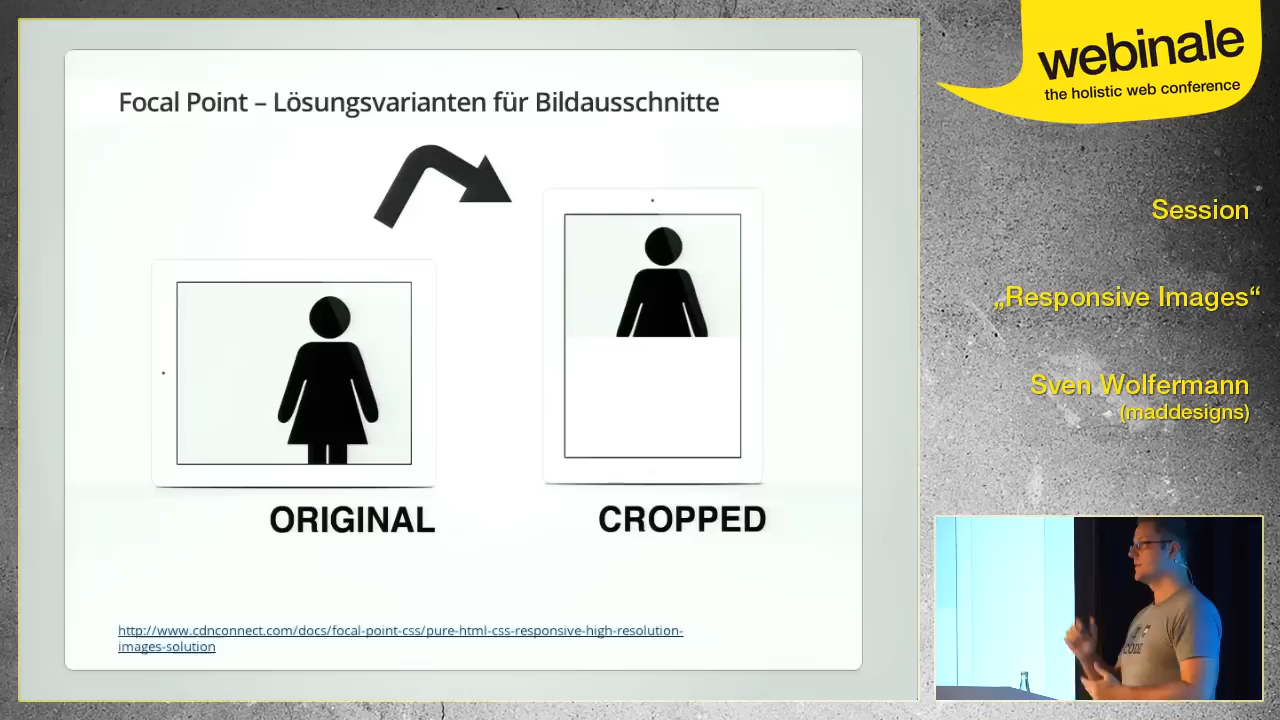 Focal Point – Lösungsvarianten für Bildausschnitte
ORIGINAL
CROPPED
http://www.cdnconnect.com/docs/focal-point-css/pure-html-css-responsive-high-resolution-
images-solution
webinale
the holistic web conference
Session
„Responsive Images“
Sven Wolfermann
(maddesigns)
CODE